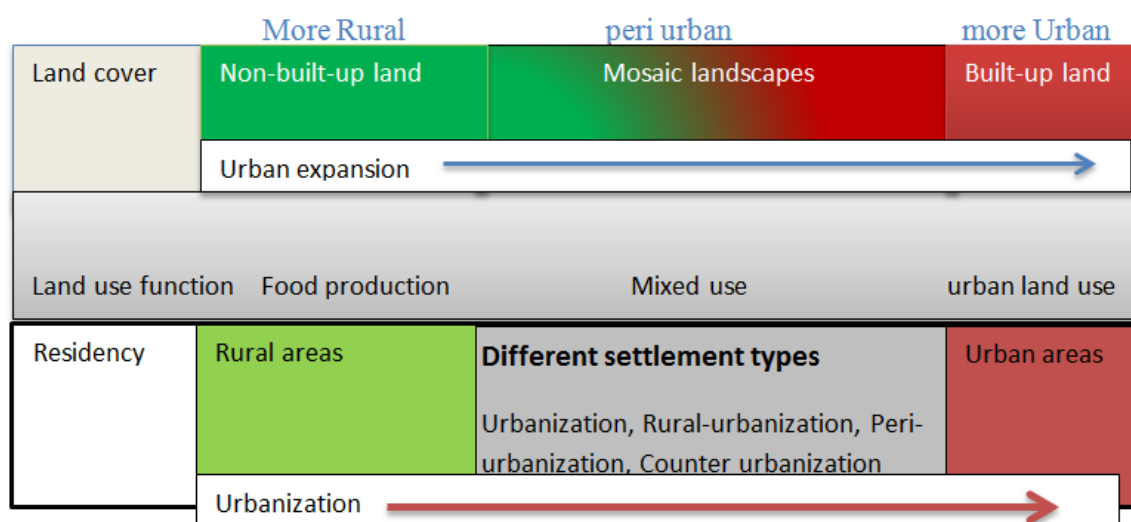 More Rural peri urban more Urban
Land cover Non-built-up land Mosaic landscapes Built-up land
Urban expansion
Land use function Food production Mixed use urban land use
Residency Rural areas Different settlement types Urban areas
Urbanization, Rural-urbanization, Peri-
urbanization, Counter urbanization
Urbanization